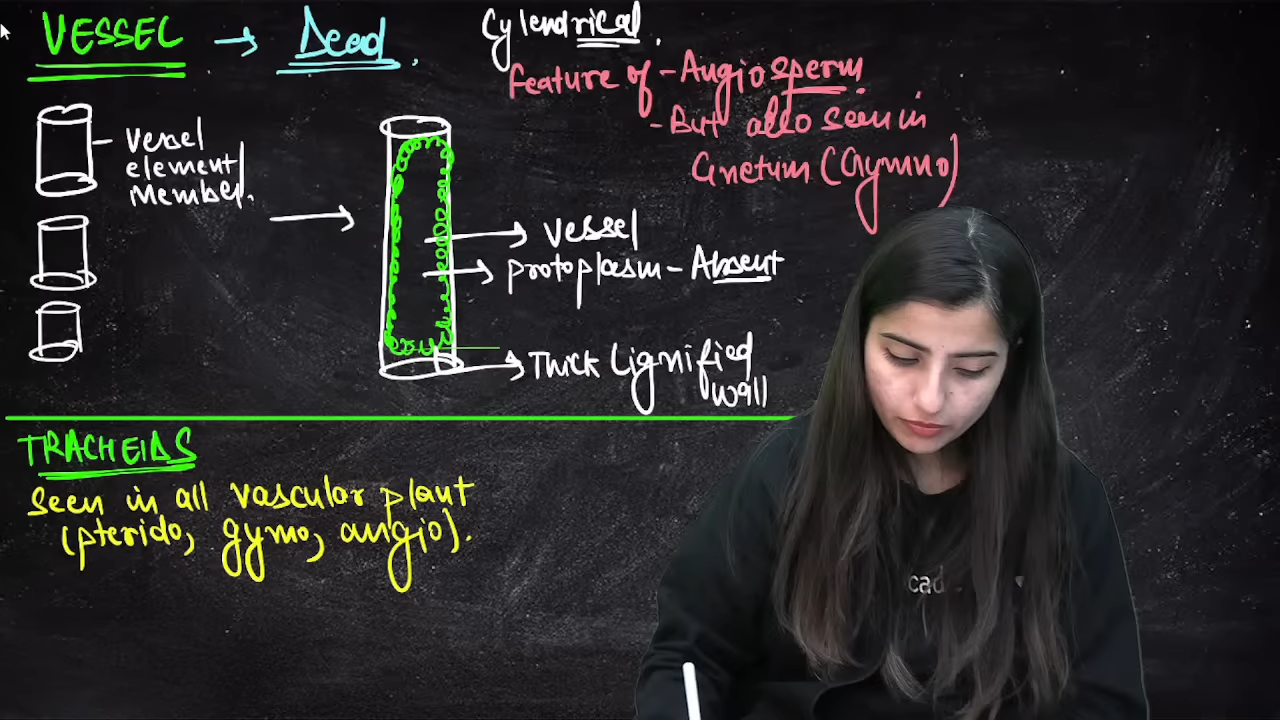 VESSEL → Dead.
Cylendrical.
Feature of - Angiosperm
- But also seen in
Gnetum (Gymno)
Vessel
element/
Member.
→ vessel
→ protoplasm - Absent
→ Thick Lignified
wall
TRACHEIDS
Seen in all vascular plant
(pterido, gymo, angio).
cad